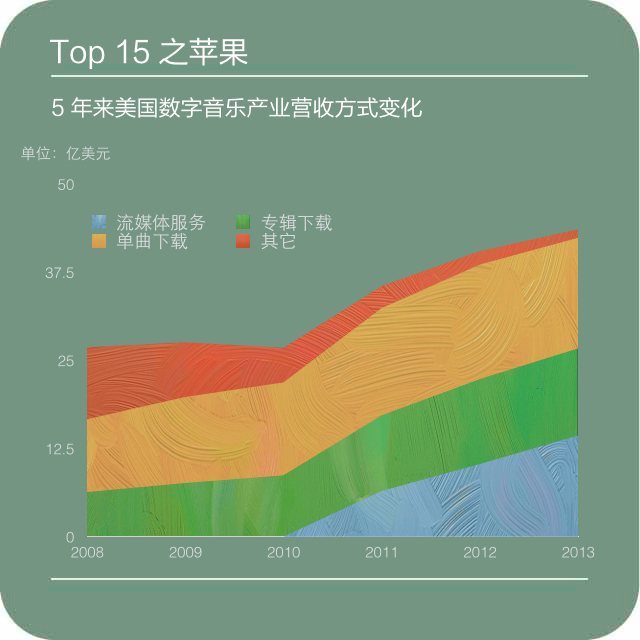 Top 15 之苹果
5 年来美国数字音乐产业营收方式变化
单位：亿美元
50
流媒体服务 专辑下载
单曲下载 其它
37.5
25
12.5
0
2008 2009 2010 2011 2012 2013